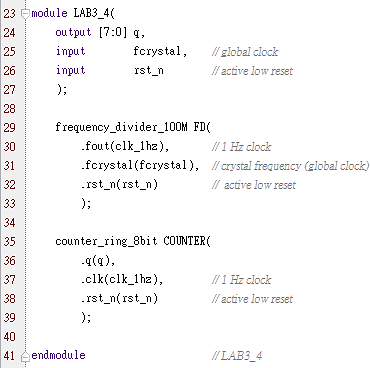 23 module LAB3_4(
24 output [7:0] q,
25 input fcrystal, // global clock
26 input rst_n // active low reset
27 );
28
29 frequency_divider_100M FD(
30 .fout(clk_1hz), // 1 Hz clock
31 .fcrystal(fcrystal), // crystal frequency (global clock)
32 .rst_n(rst_n) // active low reset
33 );
34
35 counter_ring_8bit COUNTER(
36 .q(q),
37 .clk(clk_1hz), // 1 Hz clock
38 .rst_n(rst_n) // active low reset
39 );
40
41 endmodule // LAB3_4